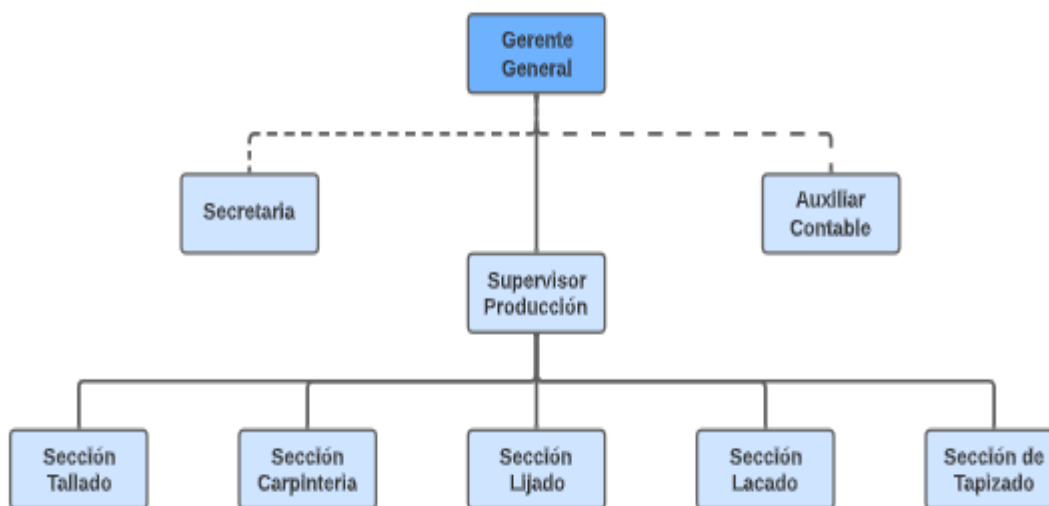 Gerente
General
Secretaria
Auxiliar
Contable
Supervisor
Producción
Sección
Tallado
Sección
Carpinteria
Sección
Lijado
Sección
Lacado
Sección de
Tapizado